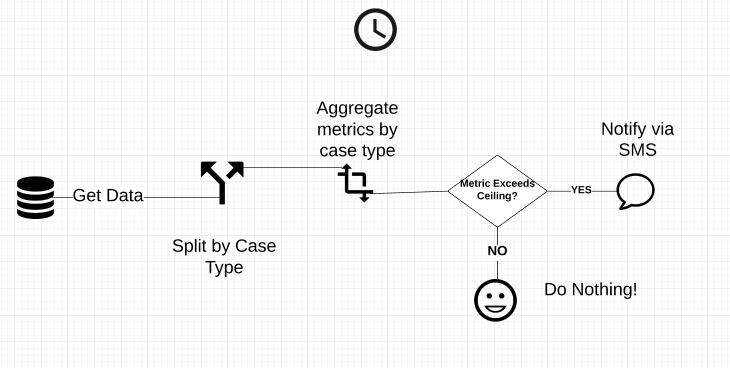 Aggregate
metrics by
case type
Notify via
SMS
Get Data
Metric Exceeds
Ceiling?
YES
Split by Case
Type
NO
Do Nothing!